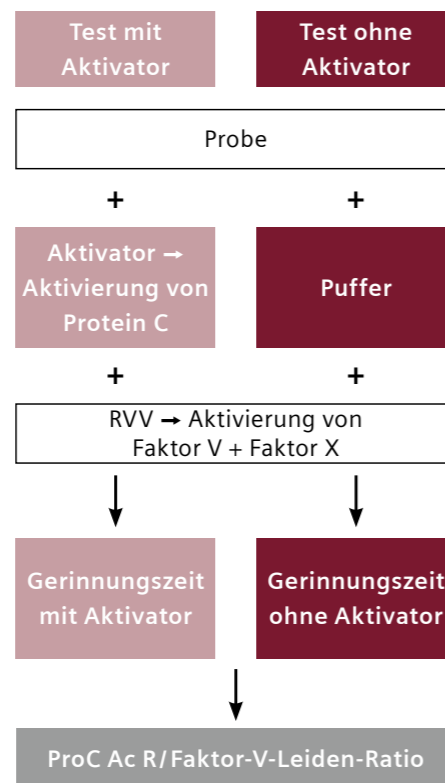 Test mit
Aktivator
Test ohne
Aktivator
Probe
+
+
Aktivator →
Aktivierung von
Protein C
Puffer
+
+
RVV → Aktivierung von
Faktor V + Faktor X
Gerinnungszeit
mit Aktivator
Gerinnungszeit
ohne Aktivator
ProC Ac R/Faktor-V-Leiden-Ratio